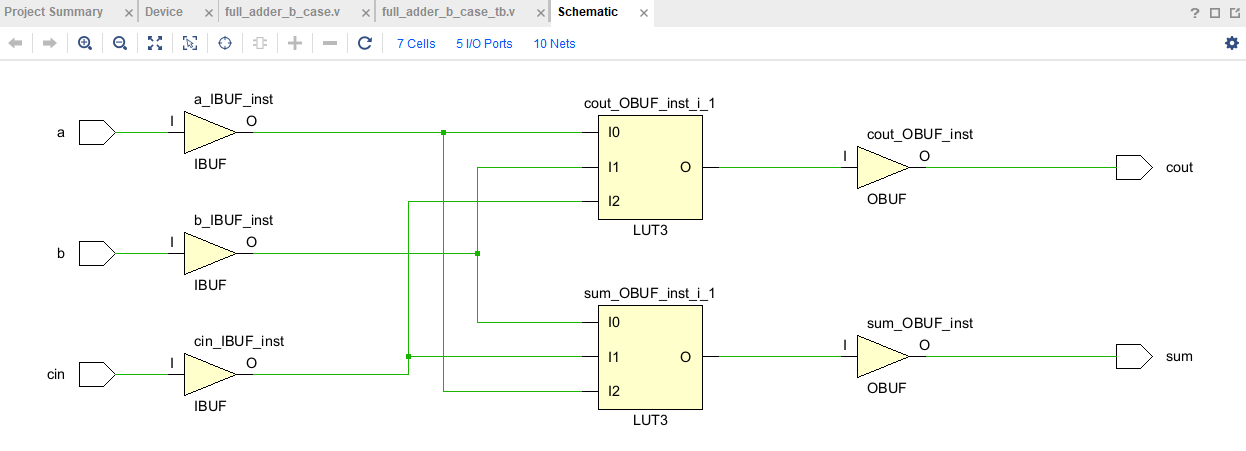 Project Summary × Device × full_adder_b_case.v × full_adder_b_case_tb.v × Schematic × ?
7 Cells 5 I/O Ports 10 Nets
a_IBUF_inst
a I O
IBUF
b_IBUF_inst
b I O
IBUF
cin_IBUF_inst
cin I O
IBUF
cout_OBUF_inst_i_1
I0
I1 O
I2
LUT3
sum_OBUF_inst_i_1
I0
I1 O
I2
LUT3
cout_OBUF_inst
I O cout
OBUF
sum_OBUF_inst
I O sum
OBUF